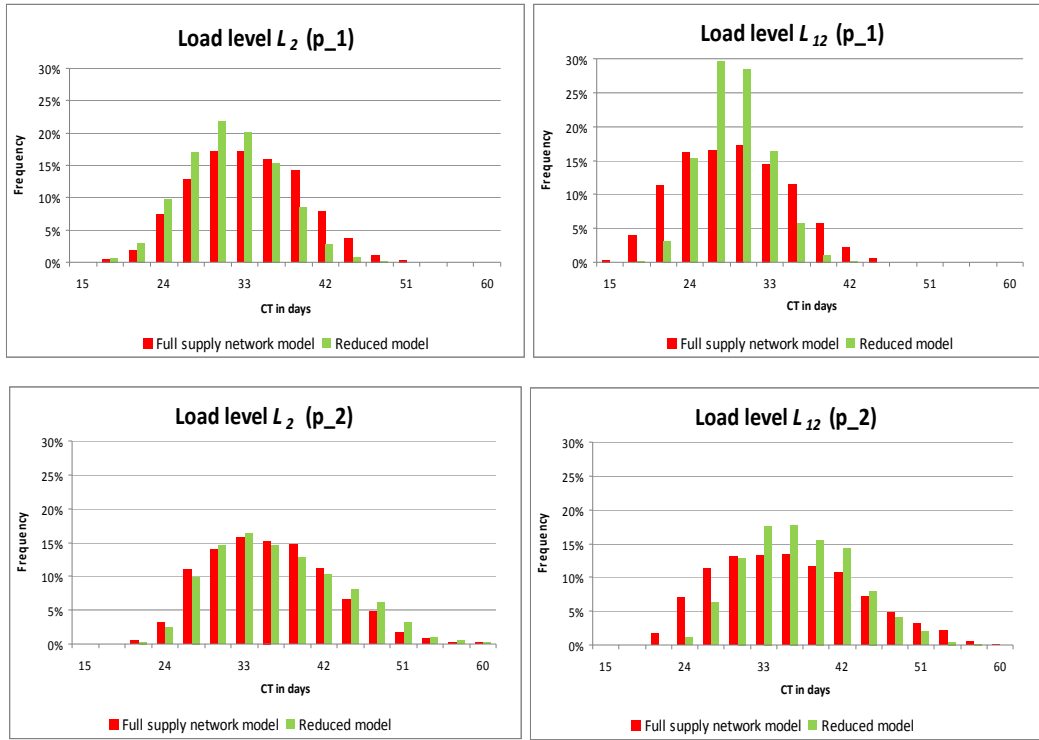 Load level L2 (p_1)
30%
25%
20%
15%
10%
5%
0%
Frequency
15 24 33 42 51 60
CT in days
Full supply network model Reduced model
Load level L12 (p_1)
30%
25%
20%
15%
10%
5%
0%
Frequency
15 24 33 42 51 60
CT in days
Full supply network model Reduced model
Load level L2 (p_2)
30%
25%
20%
15%
10%
5%
0%
Frequency
15 24 33 42 51 60
CT in days
Full supply network model Reduced model
Load level L12 (p_2)
30%
25%
20%
15%
10%
5%
0%
Frequency
15 24 33 42 51 60
CT in days
Full supply network model Reduced model